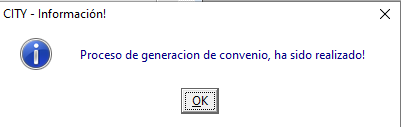 CITY - Información!
Proceso de generacion de convenio, ha sido realizado!
OK